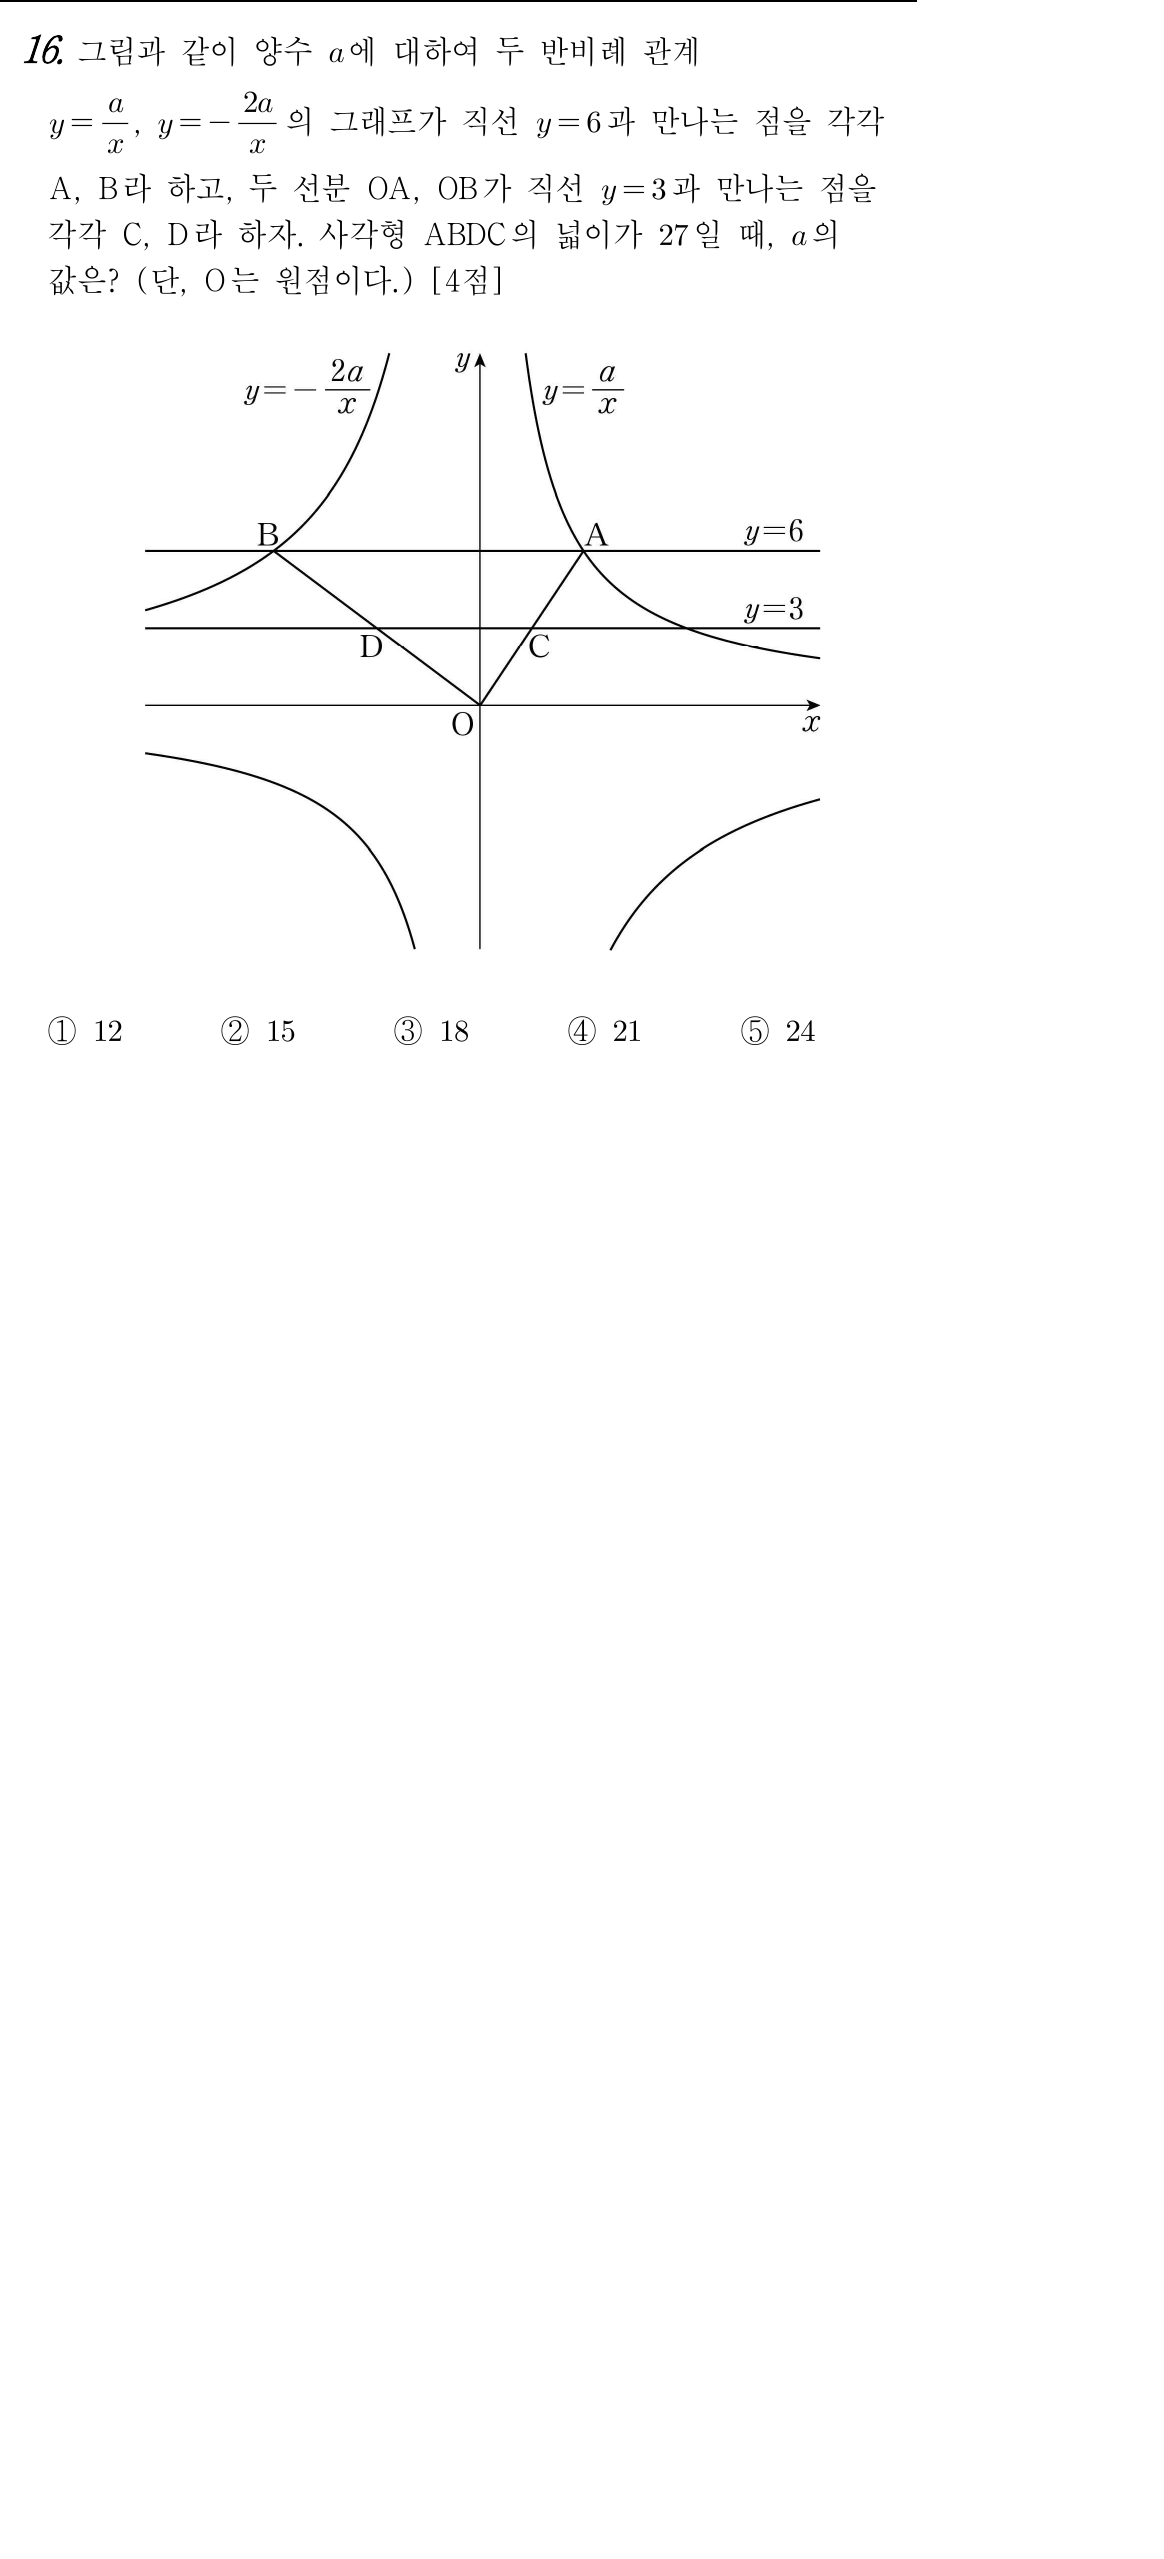 16. 그림과 같이 양수 a에 대하여 두 반비례 관계
y = a/x, y = − 2a/x 의 그래프가 직선 y = 6과 만나는 점을 각각
A, B라 하고, 두 선분 OA, OB가 직선 y = 3과 만나는 점을
각각 C, D라 하자. 사각형 ABDC의 넓이가 27일 때, a의
값은? (단, O는 원점이다.) [4점]
y=− 2a/x
y
y= a/x
B
A
y=6
y=3
D
C
O
x
① 12 ② 15 ③ 18 ④ 21 ⑤ 24